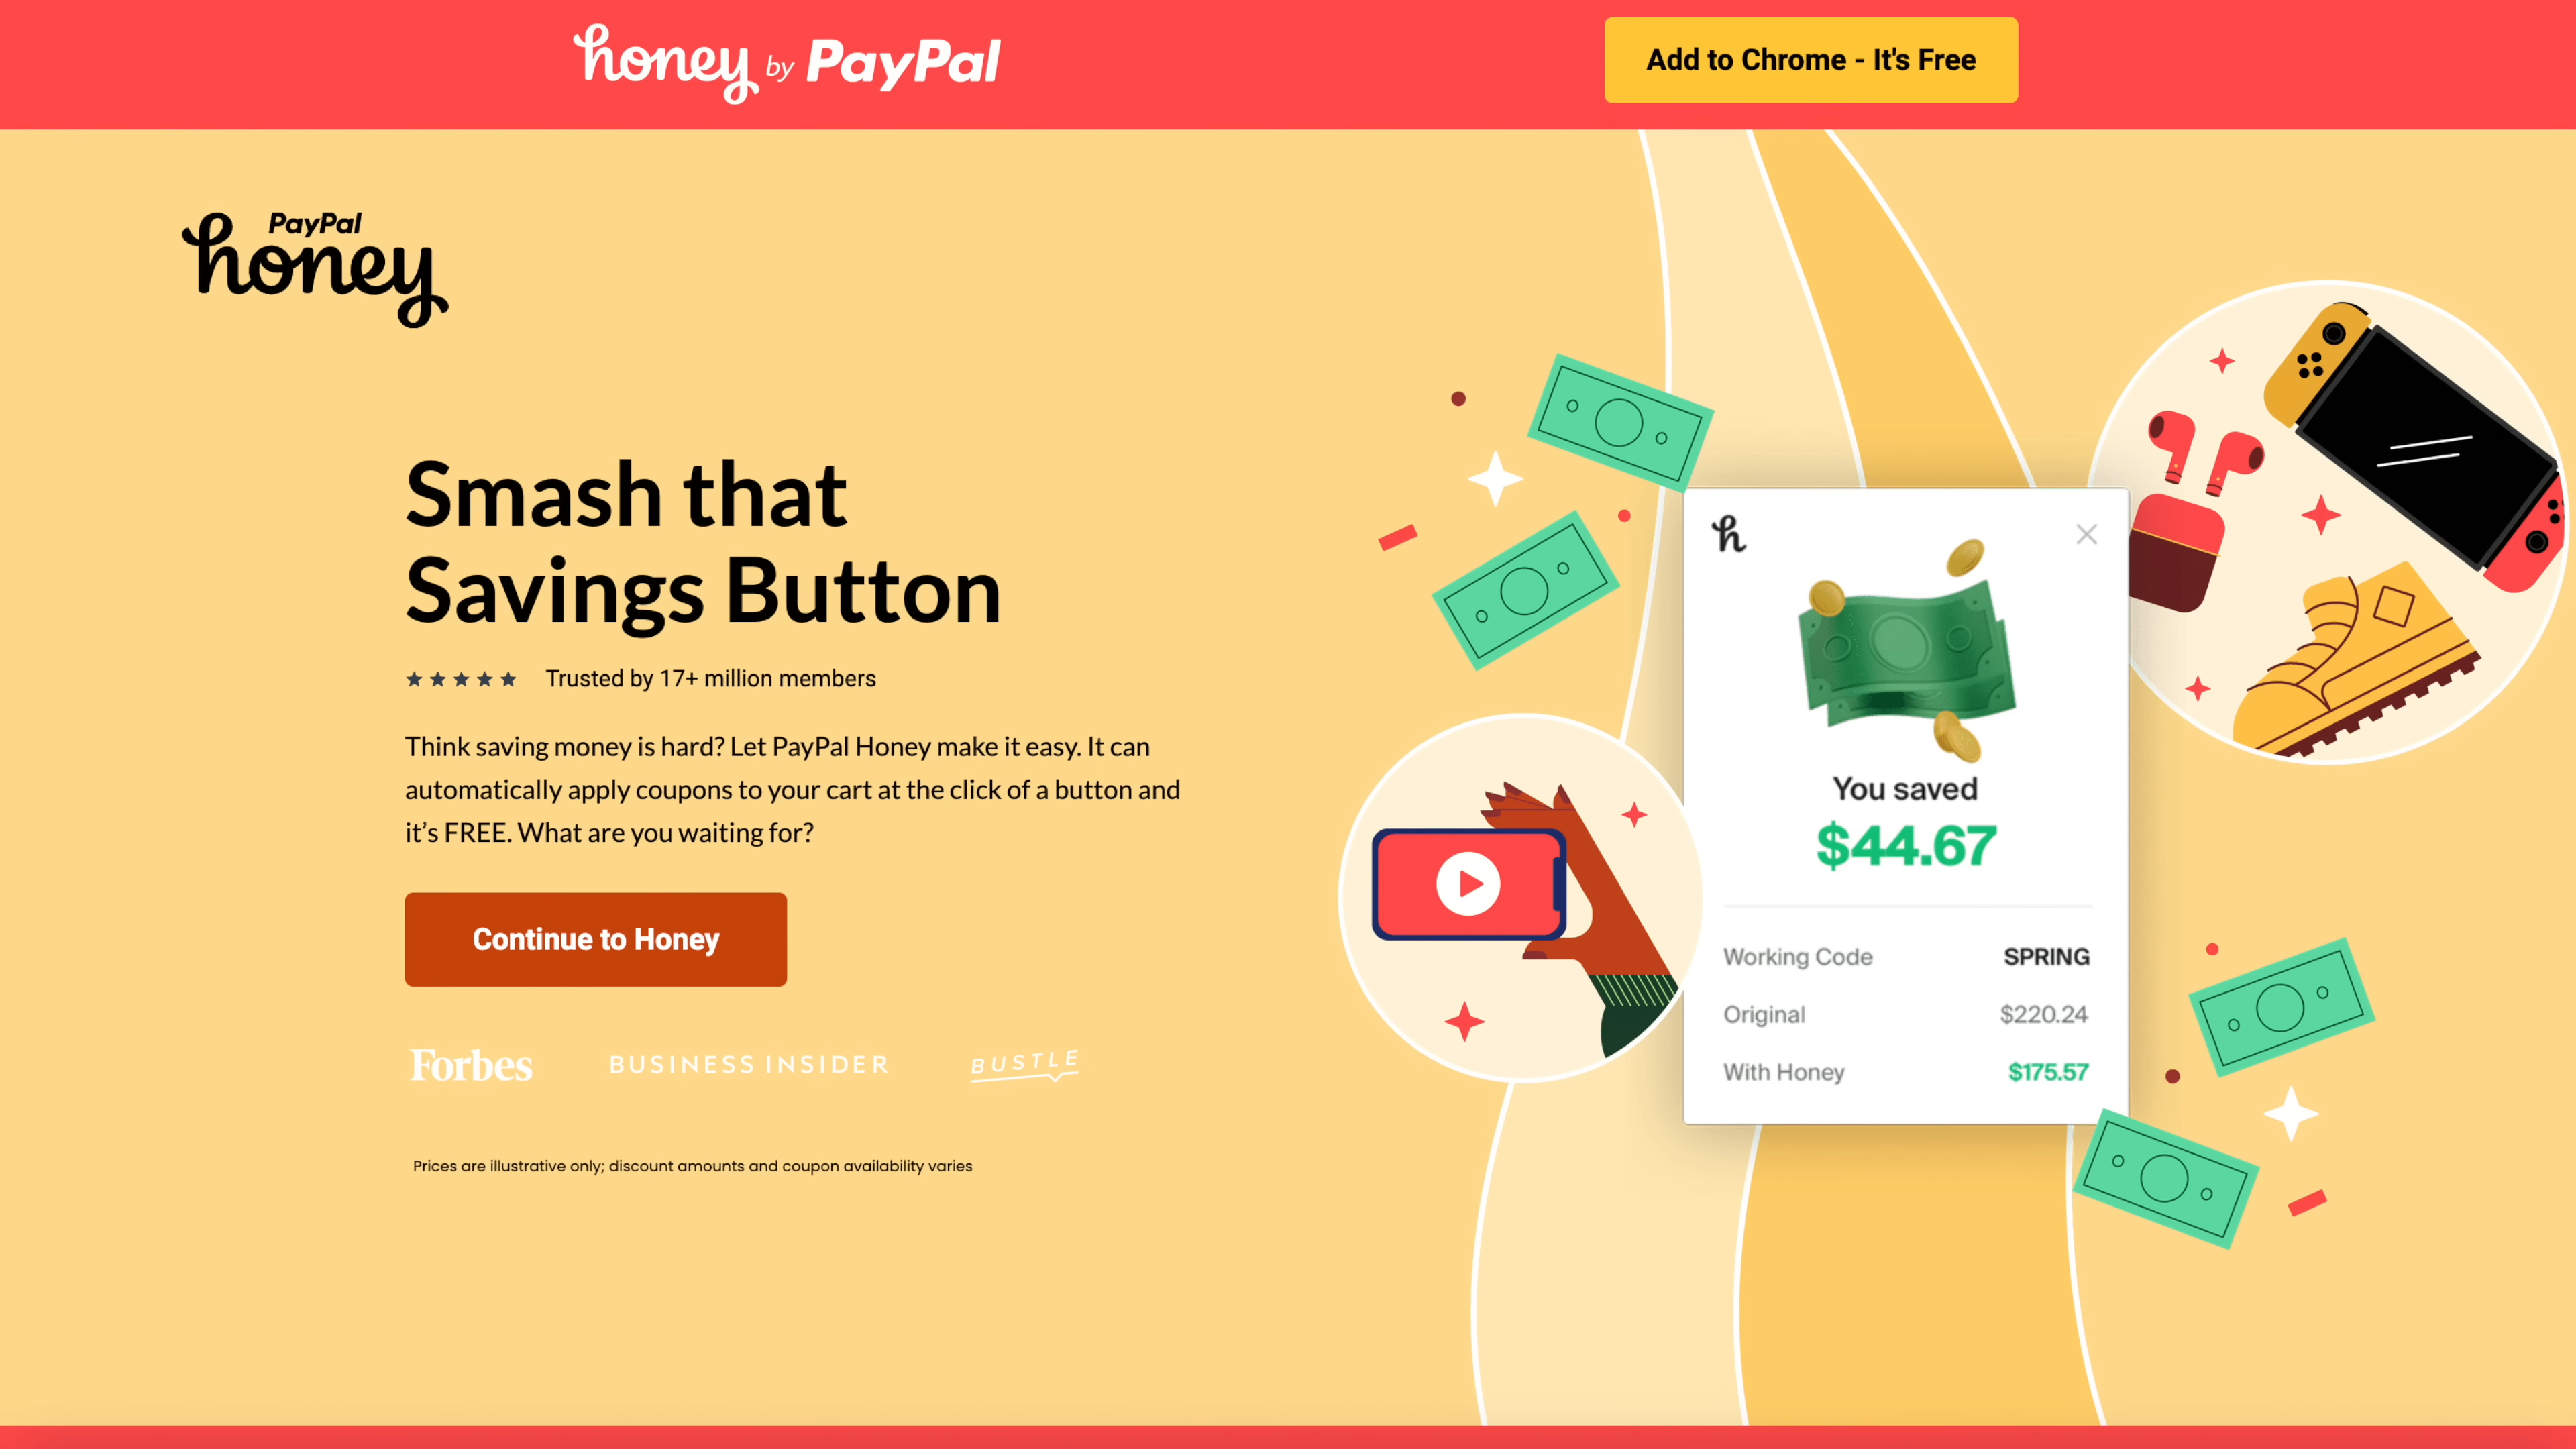 honey by PayPal
Add to Chrome - It's Free
PayPal
honey
Smash that
Savings Button
Trusted by 17+ million members
Think saving money is hard? Let PayPal Honey make it easy. It can
automatically apply coupons to your cart at the click of a button and
it’s FREE. What are you waiting for?
Continue to Honey
Forbes
BUSINESS INSIDER
BUSTLE
Prices are illustrative only; discount amounts and coupon availability varies
h
You saved
$44.67
Working Code SPRING
Original $220.24
With Honey $175.57